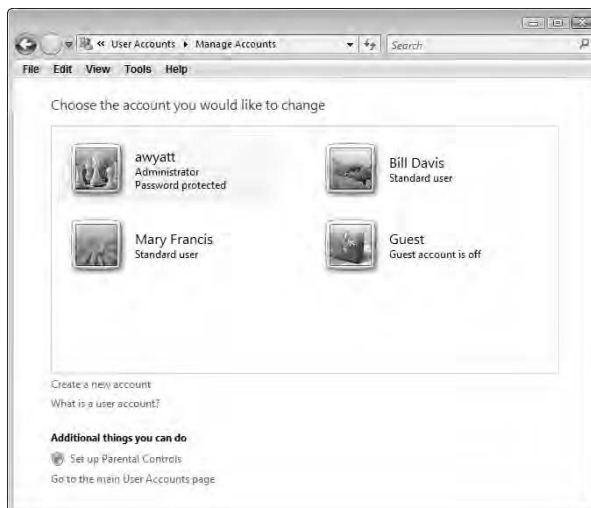 « User Accounts ▸ Manage Accounts
Search
File Edit View Tools Help
Choose the account you would like to change
awyatt
Administrator
Password protected
Bill Davis
Standard user
Mary Francis
Standard user
Guest
Guest account is off
Create a new account
What is a user account?
Additional things you can do
Set up Parental Controls
Go to the main User Accounts page